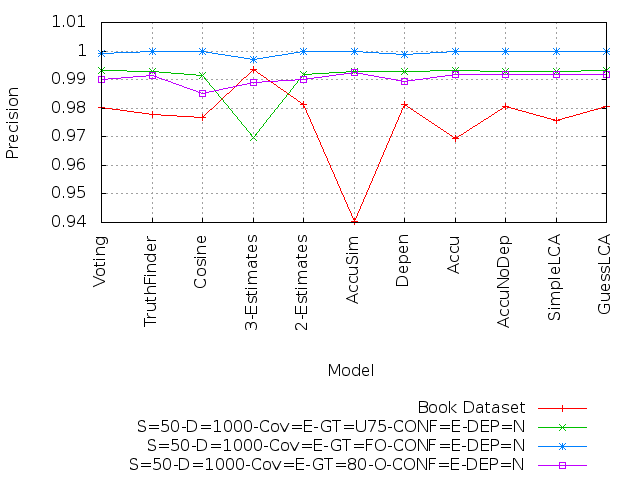 1.01
1
0.99
0.98
0.97
0.96
0.95
0.94
Precision
Voting
TruthFinder
Cosine
3-Estimates
2-Estimates
AccuSim
Depen
Accu
AccuNoDep
SimpleLCA
GuessLCA
Model
Book Dataset
S=50-D=1000-Cov=E-GT=U75-CONF=E-DEP=N
S=50-D=1000-Cov=E-GT=FO-CONF=E-DEP=N
S=50-D=1000-Cov=E-GT=80-O-CONF=E-DEP=N